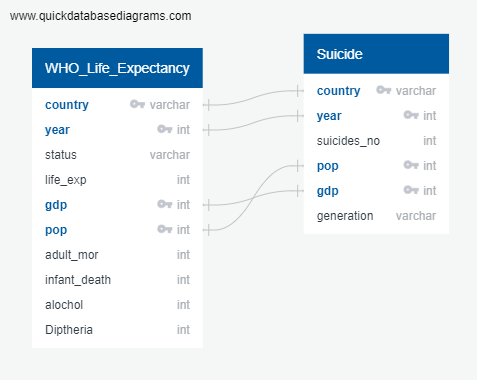 www.quickdatabasediagrams.com
WHO_Life_Expectancy
country varchar
year int
status varchar
life_exp int
gdp int
pop int
adult_mor int
infant_death int
alochol int
Diptheria int
Suicide
country varchar
year int
suicides_no int
pop int
gdp int
generation varchar